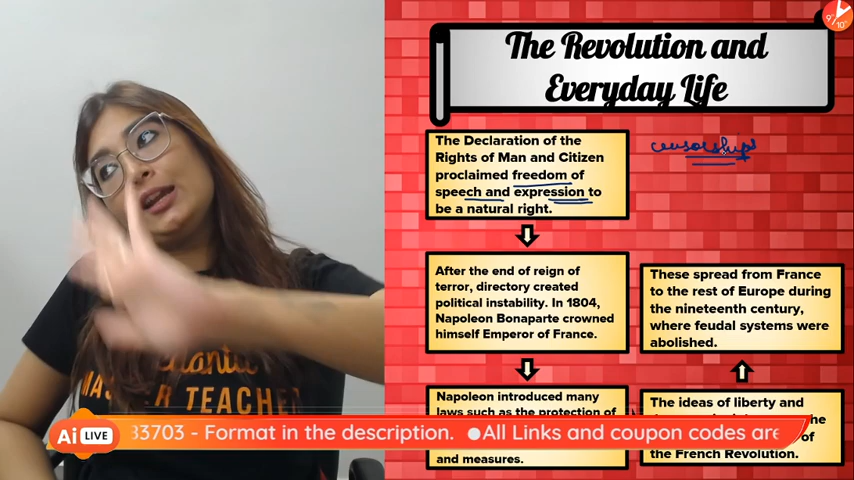 The Revolution and
Everyday Life
The Declaration of the
Rights of Man and Citizen
proclaimed freedom of
speech and expression to
be a natural right.
censorship
After the end of reign of
terror, directory created
political instability. In 1804,
Napoleon Bonaparte crowned
himself Emperor of France.
These spread from France
to the rest of Europe during
the nineteenth century,
where feudal systems were
abolished.
Napoleon introduced many
laws such as the protection of
and measures.
The ideas of liberty and
the
of
the French Revolution.
MASTER TEACHER
Ai LIVE
33703 - Format in the description. ●All Links and coupon codes are